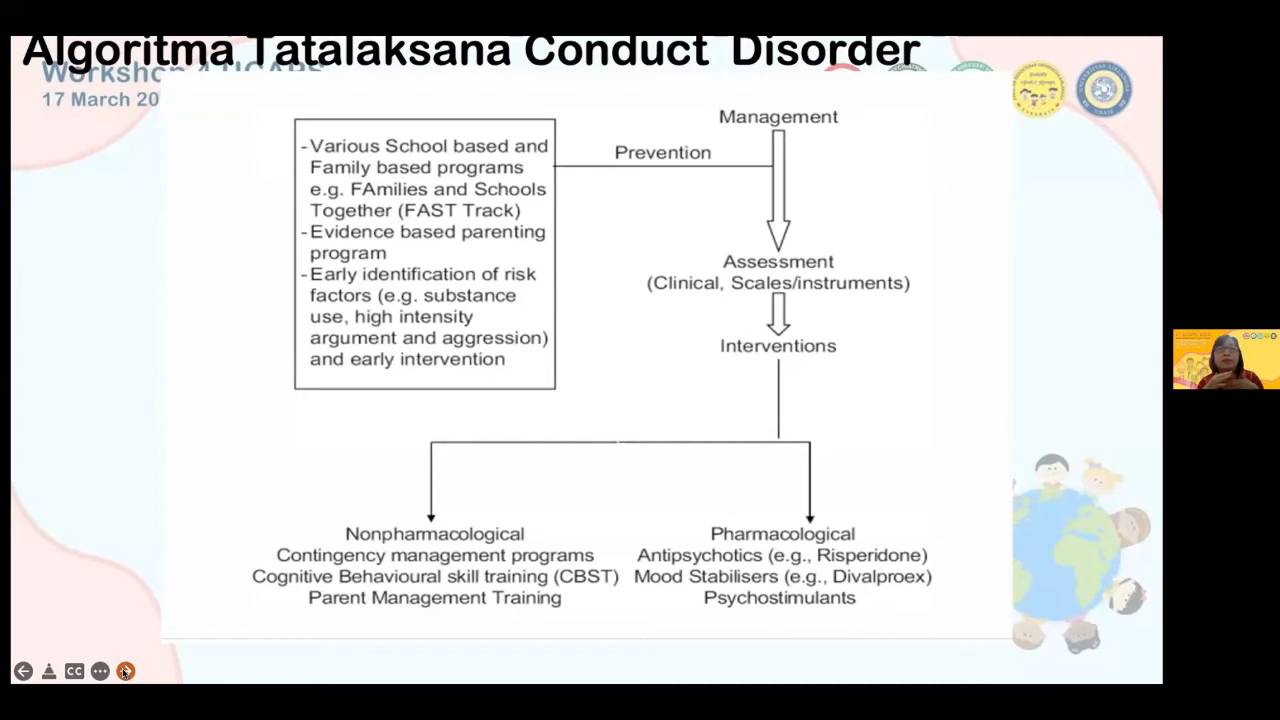 Algoritma Tatalaksana Conduct Disorder
Workshop 4
17 March 20
Management
Prevention
- Various School based and
Family based programs
e.g. FAmilies and Schools
Together (FAST Track)
- Evidence based parenting
program
- Early identification of risk
factors (e.g. substance
use, high intensity
argument and aggression)
and early intervention
Assessment
(Clinical, Scales/instruments)
Interventions
Nonpharmacological
Contingency management programs
Cognitive Behavioural skill training (CBST)
Parent Management Training
Pharmacological
Antipsychotics (e.g., Risperidone)
Mood Stabilisers (e.g., Divalproex)
Psychostimulants
CC